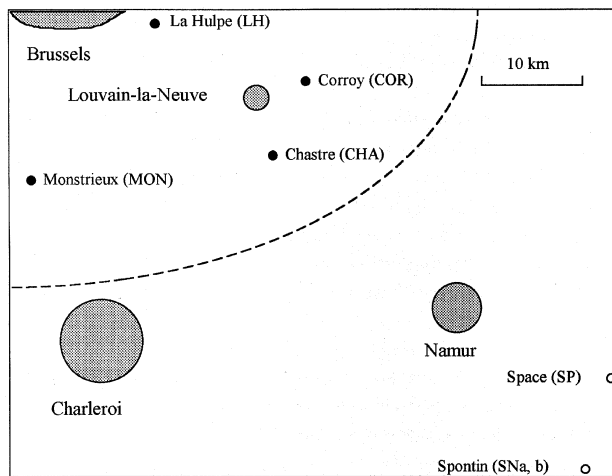 La Hulpe (LH)
Brussels
10 km
Corroy (COR)
Louvain-la-Neuve
Chastre (CHA)
Monstrieux (MON)
Namur
Space (SP)
Charleroi
Spontin (SNa, b)